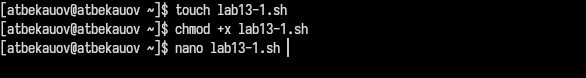 [atbekauov@atbekauov ~]$ touch lab13-1.sh
[atbekauov@atbekauov ~]$ chmod +x lab13-1.sh
[atbekauov@atbekauov ~]$ nano lab13-1.sh